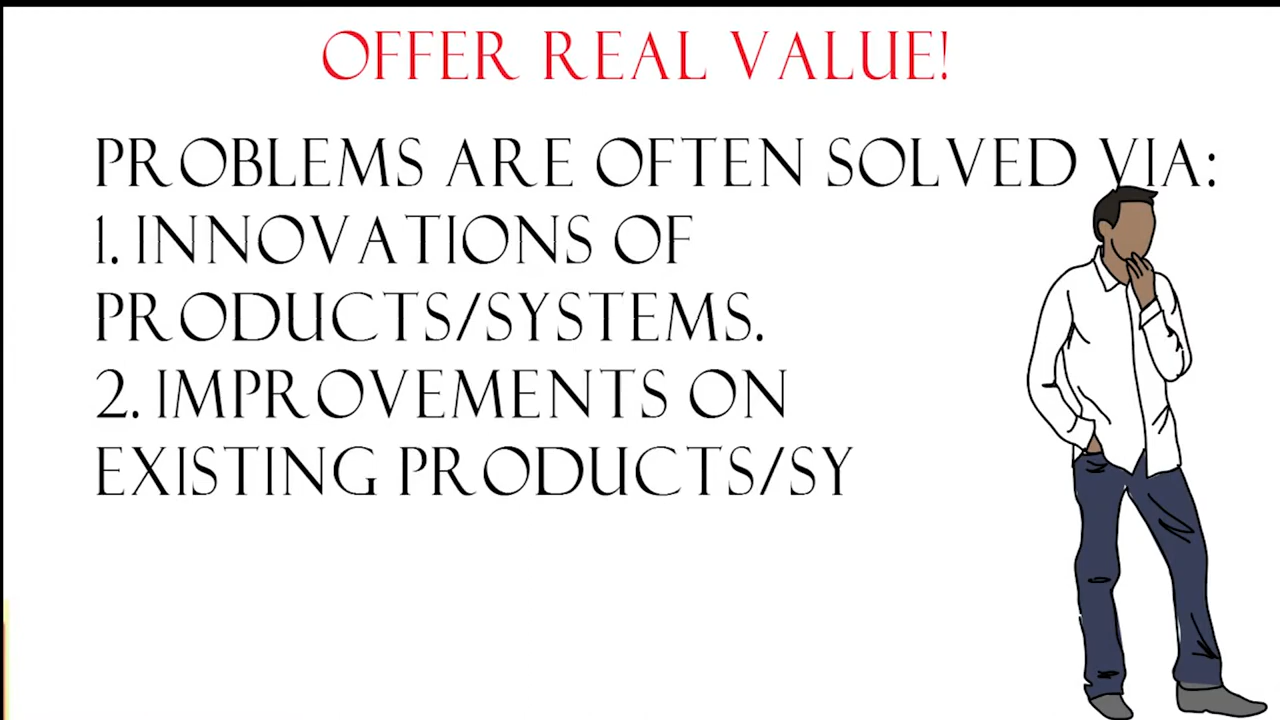 OFFER REAL VALUE!
PROBLEMS ARE OFTEN SOLVED VIA:
1. INNOVATIONS OF
PRODUCTS/SYSTEMS.
2. IMPROVEMENTS ON
EXISTING PRODUCTS/SY